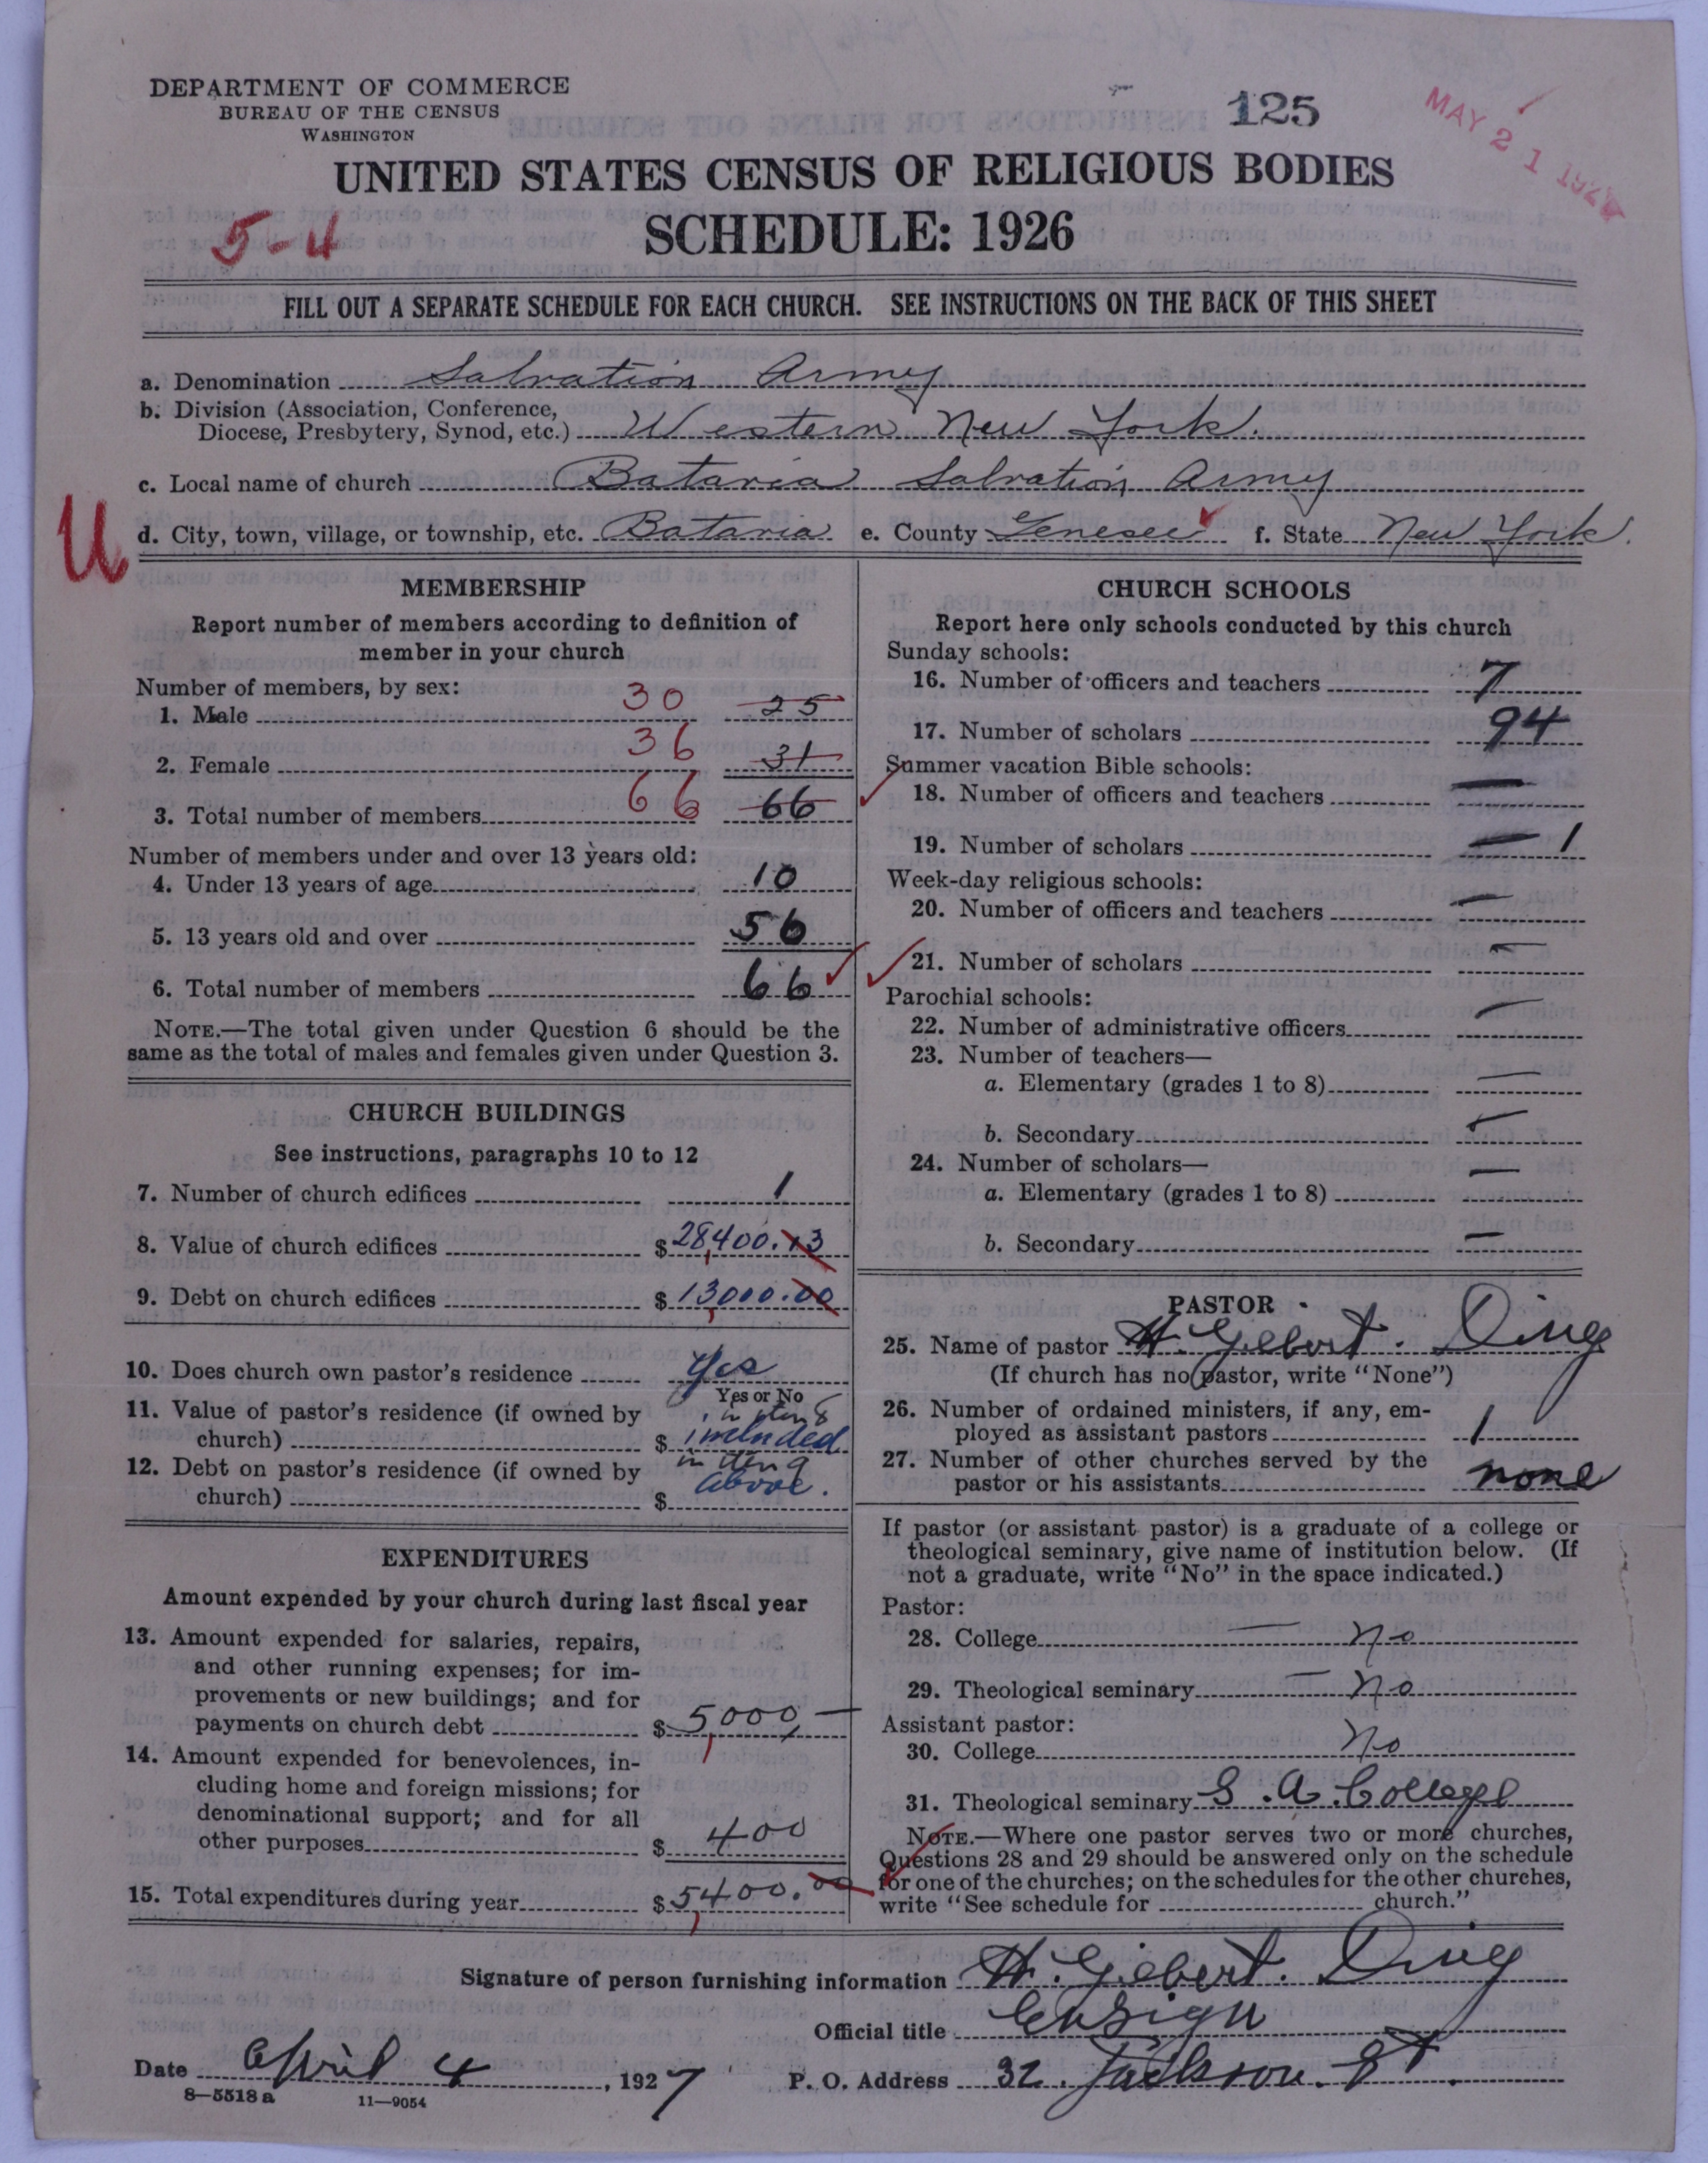 DEPARTMENT OF COMMERCE
BUREAU OF THE CENSUS
WASHINGTON
125
MAY 21 1927
UNITED STATES CENSUS OF RELIGIOUS BODIES
5-4
SCHEDULE: 1926
FILL OUT A SEPARATE SCHEDULE FOR EACH CHURCH. SEE INSTRUCTIONS ON THE BACK OF THIS SHEET
a. Denomination Salvation Army
b. Division (Association, Conference,
Diocese, Presbytery, Synod, etc.) Western New York.
c. Local name of church Batavia Salvation Army
U
d. City, town, village, or township, etc. Batavia e. County Genesee f. State New York.
MEMBERSHIP
Report number of members according to definition of
member in your church
Number of members, by sex:
1. Male 30 25
2. Female 36 31
3. Total number of members 66 66
Number of members under and over 13 years old:
4. Under 13 years of age 10
5. 13 years old and over 56
6. Total number of members 66
NOTE.—The total given under Question 6 should be the
same as the total of males and females given under Question 3.
CHURCH BUILDINGS
See instructions, paragraphs 10 to 12
7. Number of church edifices 1
8. Value of church edifices $ 28,400.13
9. Debt on church edifices $ 13,000.00
10. Does church own pastor's residence Yes
Yes or No
11. Value of pastor's residence (if owned by
in item 8
church) $ included
12. Debt on pastor's residence (if owned by
in item 9
church) $ above.
EXPENDITURES
Amount expended by your church during last fiscal year
13. Amount expended for salaries, repairs,
and other running expenses; for im-
provements or new buildings; and for
payments on church debt $ 5,000,—
14. Amount expended for benevolences, in-
cluding home and foreign missions; for
denominational support; and for all
other purposes $ 400
15. Total expenditures during year $ 5,400.00
CHURCH SCHOOLS
Report here only schools conducted by this church
Sunday schools:
16. Number of officers and teachers 7
17. Number of scholars 94
Summer vacation Bible schools:
18. Number of officers and teachers —
19. Number of scholars — 1
Week-day religious schools:
20. Number of officers and teachers —
21. Number of scholars —
Parochial schools:
22. Number of administrative officers —
23. Number of teachers—
a. Elementary (grades 1 to 8) —
b. Secondary —
24. Number of scholars—
a. Elementary (grades 1 to 8) —
b. Secondary —
PASTOR
25. Name of pastor H. Giebert.
(If church has no pastor, write "None")
26. Number of ordained ministers, if any, em-
ployed as assistant pastors 1
27. Number of other churches served by the
pastor or his assistants none
If pastor (or assistant pastor) is a graduate of a college or
theological seminary, give name of institution below. (If
not a graduate, write "No" in the space indicated.)
Pastor:
28. College — No
29. Theological seminary — No
Assistant pastor:
30. College No
31. Theological seminary S.A. College
NOTE.—Where one pastor serves two or more churches,
Questions 28 and 29 should be answered only on the schedule
for one of the churches; on the schedules for the other churches,
write "See schedule for church."
Signature of person furnishing information H. Giebert.
Official title Ensign
Date April 4, 1927 P. O. Address 32. Jackson. St.
8—5518 a 11—9054